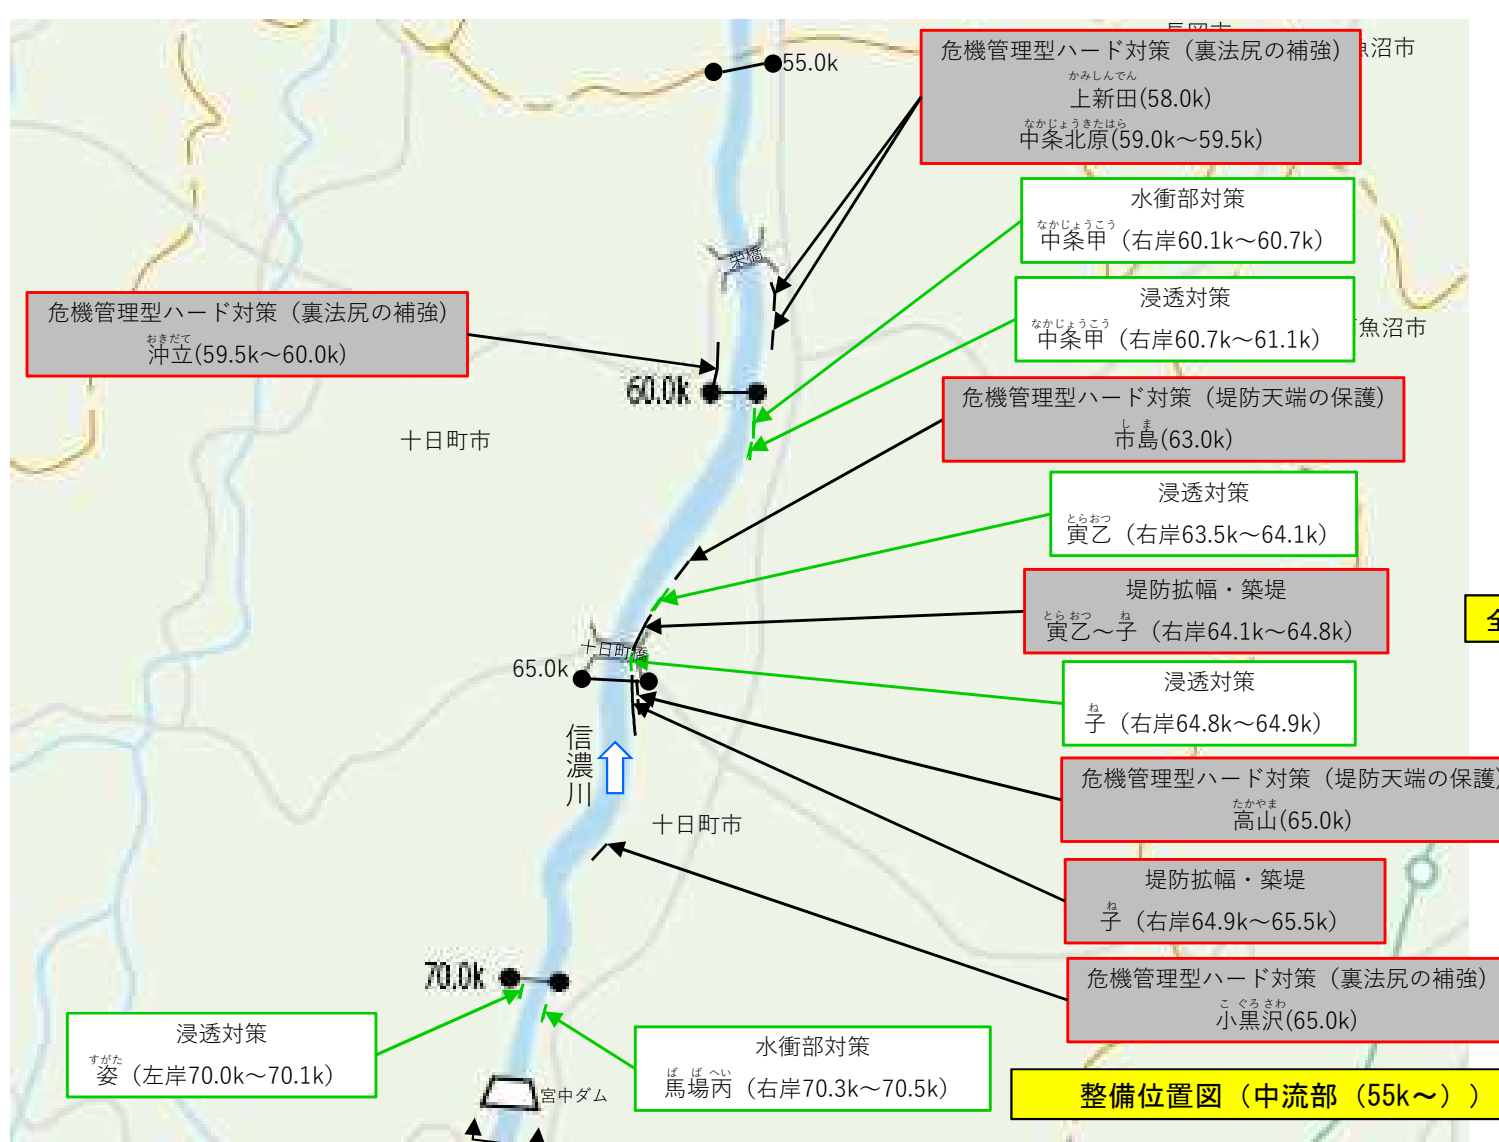 55.0k
危機管理型ハード対策（裏法尻の補強）
かみしんでん
上新田(58.0k)
なかじょうきたはら
中条北原(59.0k～59.5k)
魚沼市
水衝部対策
なかじょうこう
中条甲（右岸60.1k～60.7k）
栄橋
浸透対策
なかじょうこう
中条甲（右岸60.7k～61.1k）
魚沼市
危機管理型ハード対策（裏法尻の補強）
おきだて
沖立(59.5k～60.0k)
60.0k
危機管理型ハード対策（堤防天端の保護）
しま
市島(63.0k)
十日町市
浸透対策
とらおつ
寅乙（右岸63.5k～64.1k）
堤防拡幅・築堤
とらおつ ね
寅乙～子（右岸64.1k～64.8k）
全
十日町橋
65.0k
浸透対策
ね
子（右岸64.8k～64.9k）
信濃川
危機管理型ハード対策（堤防天端の保護）
たかやま
高山(65.0k)
十日町市
堤防拡幅・築堤
ね
子（右岸64.9k～65.5k）
70.0k
危機管理型ハード対策（裏法尻の補強）
こぐろさわ
小黒沢(65.0k)
浸透対策
すがた
姿（左岸70.0k～70.1k）
水衝部対策
ばばへい
馬場丙（右岸70.3k～70.5k）
宮中ダム
整備位置図（中流部（55k～））